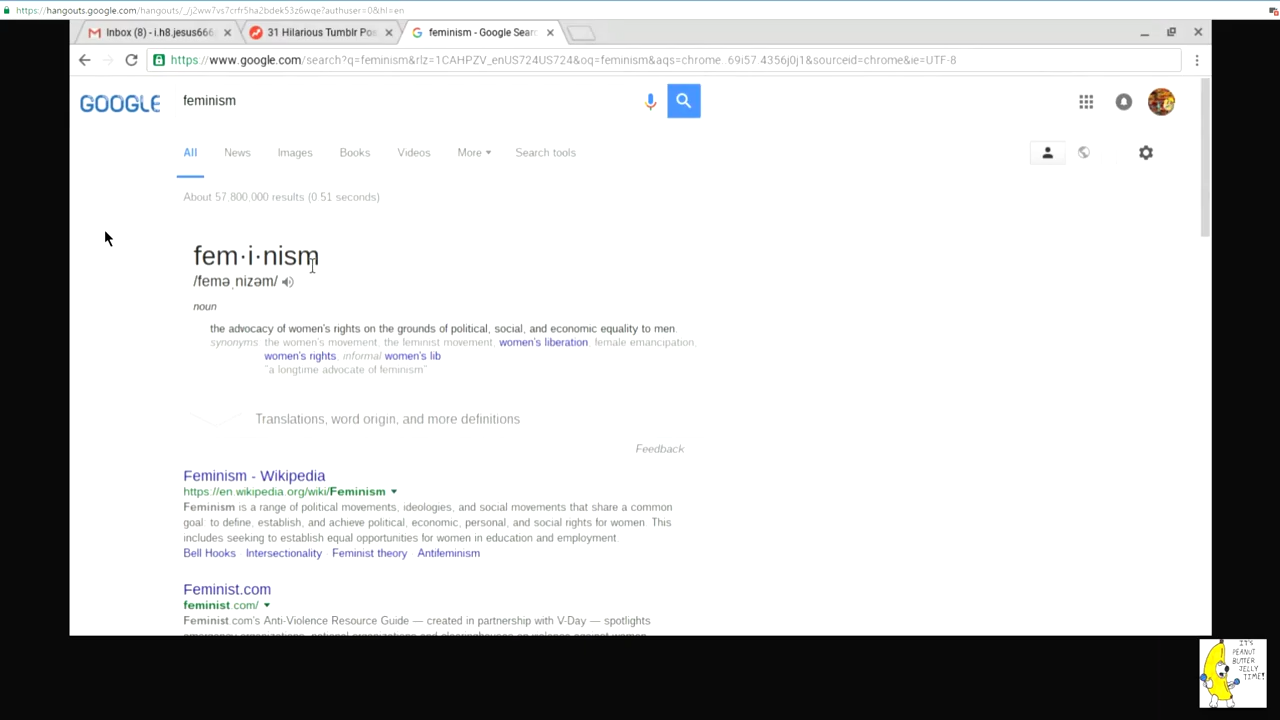 https://hangouts.google.com/hangouts/_/j2ww7vs7crfr5ha2bdek53z6wqe?authuser=0&hl=en
Inbox (8) - i.h8.jesus666
31 Hilarious Tumblr Pos
feminism - Google Sear
https://www.google.com/search?q=feminism&rlz=1CAHPZV_enUS724US724&oq=feminism&aqs=chrome..69i57.4356j0j1&sourceid=chrome&ie=UTF-8
GOOGLE
feminism
All News Images Books Videos More Search tools
About 57,800,000 results (0.51 seconds)
fem·i·nism
/ˈfeməˌnizəm/
noun
the advocacy of women's rights on the grounds of political, social, and economic equality to men.
synonyms: the women's movement, the feminist movement, women's liberation, female emancipation,
women's rights; informal women's lib
"a longtime advocate of feminism"
Translations, word origin, and more definitions
Feedback
Feminism - Wikipedia
https://en.wikipedia.org/wiki/Feminism
Feminism is a range of political movements, ideologies, and social movements that share a common
goal: to define, establish, and achieve political, economic, personal, and social rights for women. This
includes seeking to establish equal opportunities for women in education and employment.
Bell Hooks Intersectionality Feminist theory Antifeminism
Feminist.com
feminist.com/
Feminist.com's Anti-Violence Resource Guide — created in partnership with V-Day — spotlights
IT'S
PEANUT
BUTTER
JELLY
TIME!